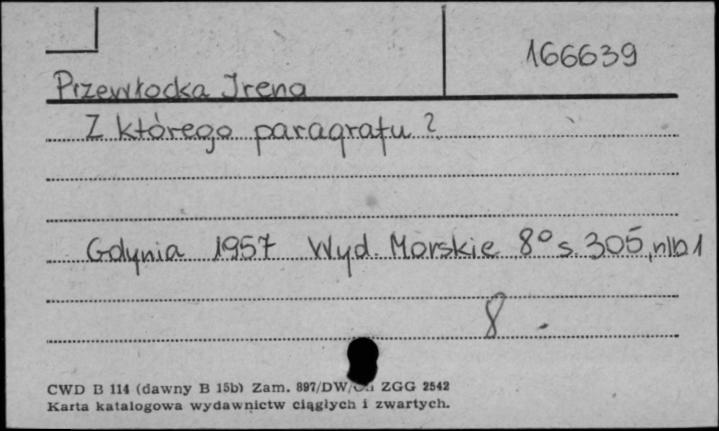 166639
Przewłocka Irena
Z którego paragrafu?
Gdynia 1957 Wyd. Morskie 8° s. 305, nlb 1
8
CWD B 114 (dawny B 15b) Zam. 897/DW/ ZGG 2542
Karta katalogowa wydawnictw ciągłych i zwartych.